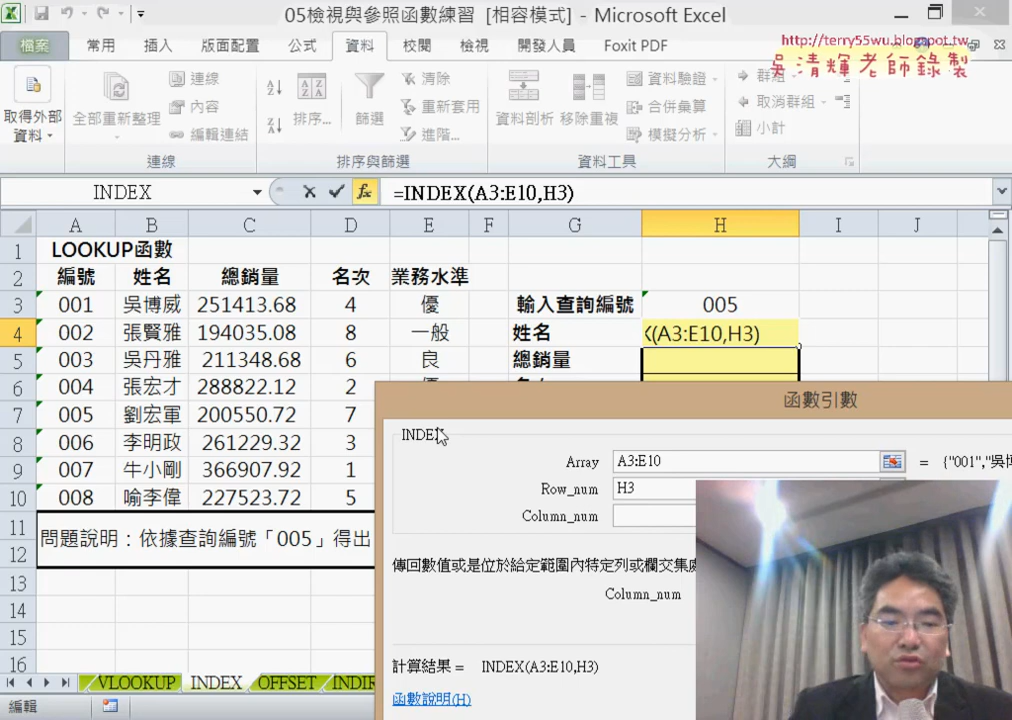 05檢視與參照函數練習 [相容模式] - Microsoft Excel
http://terry55wu.blogspot.tw
吳清輝老師錄製
檔案 常用 插入 版面配置 公式 資料 校閱 檢視 開發人員 Foxit PDF
取得外部資料
全部重新整理
連線
內容
編輯連結
連線
排序...
篩選
清除
重新套用
進階...
排序與篩選
資料剖析 移除重複
資料驗證
合併彙算
模擬分析
資料工具
群組
取消群組
小計
大綱
INDEX fx =INDEX(A3:E10,H3)
A B C D E F G H I J
1 LOOKUP函數
2 編號 姓名 總銷量 名次 業務水準
3 001 吳博威 251413.68 4 優 輸入查詢編號 005
4 002 張賢雅 194035.08 8 一般 姓名 X(A3:E10,H3)
5 003 吳丹雅 211348.68 6 良 總銷量
6 004 張宏才 288822.12 2
7 005 劉宏軍 200550.72 7
8 006 李明政 261229.32 3
9 007 牛小剛 366907.92 1
10 008 喻李偉 227523.72 5
11 問題說明：依據查詢編號「005」得出
12
13
14
15
16
函數引數
INDEX
Array A3:E10 = {"001","吳博
Row_num H3
Column_num
傳回數值或是位於給定範圍內特定列或欄交集處
Column_num
計算結果 = INDEX(A3:E10,H3)
函數說明(H)
VLOOKUP INDEX OFFSET INDIR
編輯